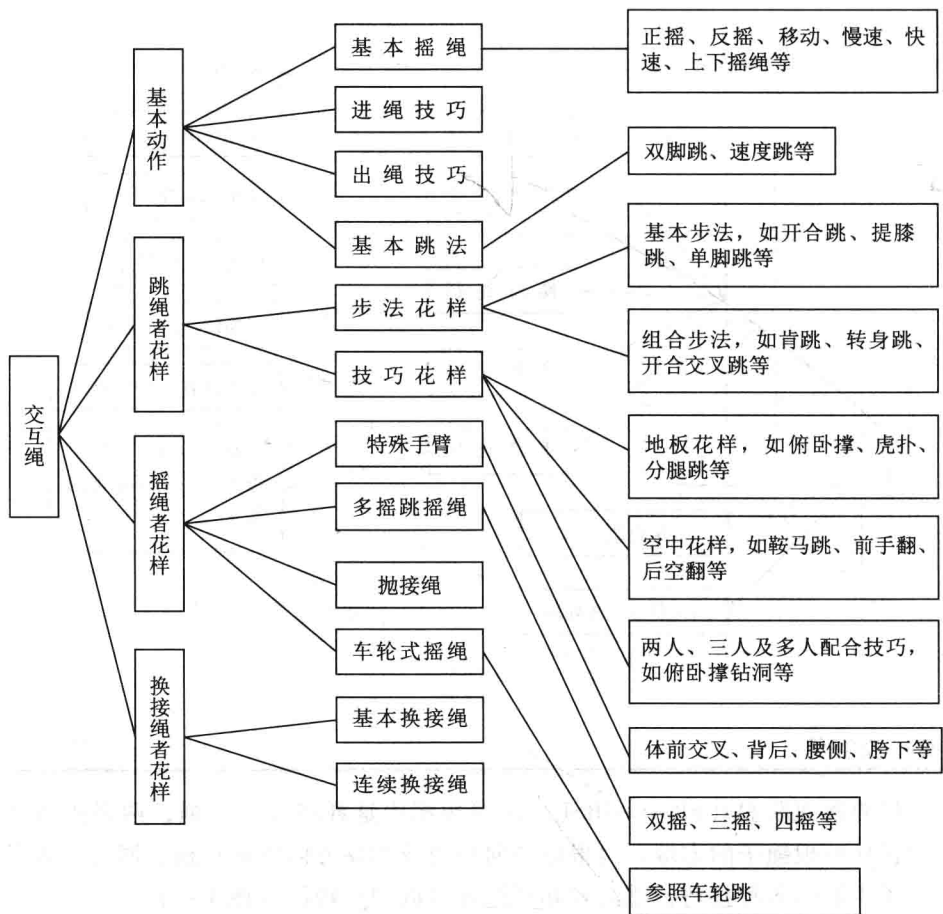 交互绳
基本动作
跳绳者花样
摇绳者花样
换接绳者花样
基本摇绳
进绳技巧
出绳技巧
基本跳法
步法花样
技巧花样
特殊手臂
多摇跳摇绳
抛接绳
车轮式摇绳
基本换接绳
连续换接绳
正摇、反摇、移动、慢速、快
速、上下摇绳等
双脚跳、速度跳等
基本步法，如开合跳、提膝
跳、单脚跳等
组合步法，如肯跳、转身跳、
开合交叉跳等
地板花样，如俯卧撑、虎扑、
分腿跳等
空中花样，如鞍马跳、前手翻、
后空翻等
两人、三人及多人配合技巧，
如俯卧撑钻洞等
体前交叉、背后、腰侧、胯下等
双摇、三摇、四摇等
参照车轮跳